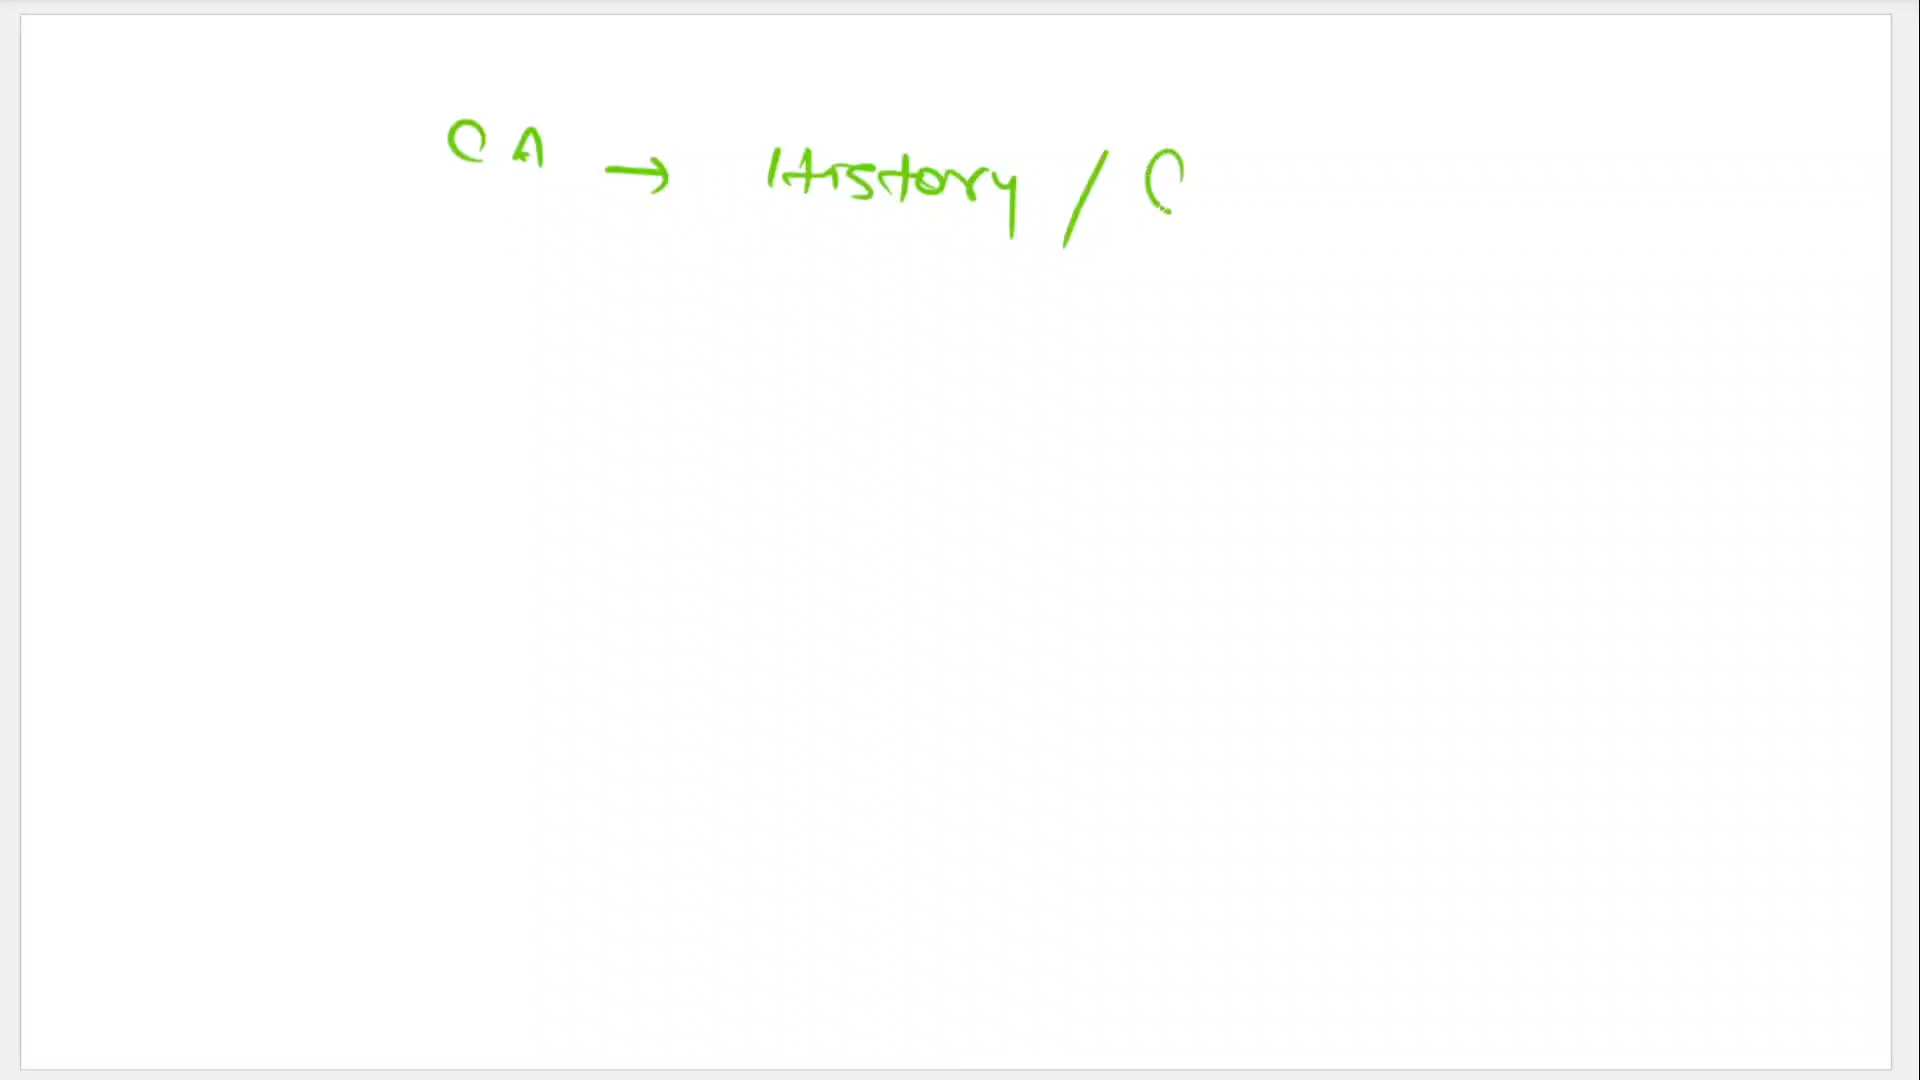 CA → History / C